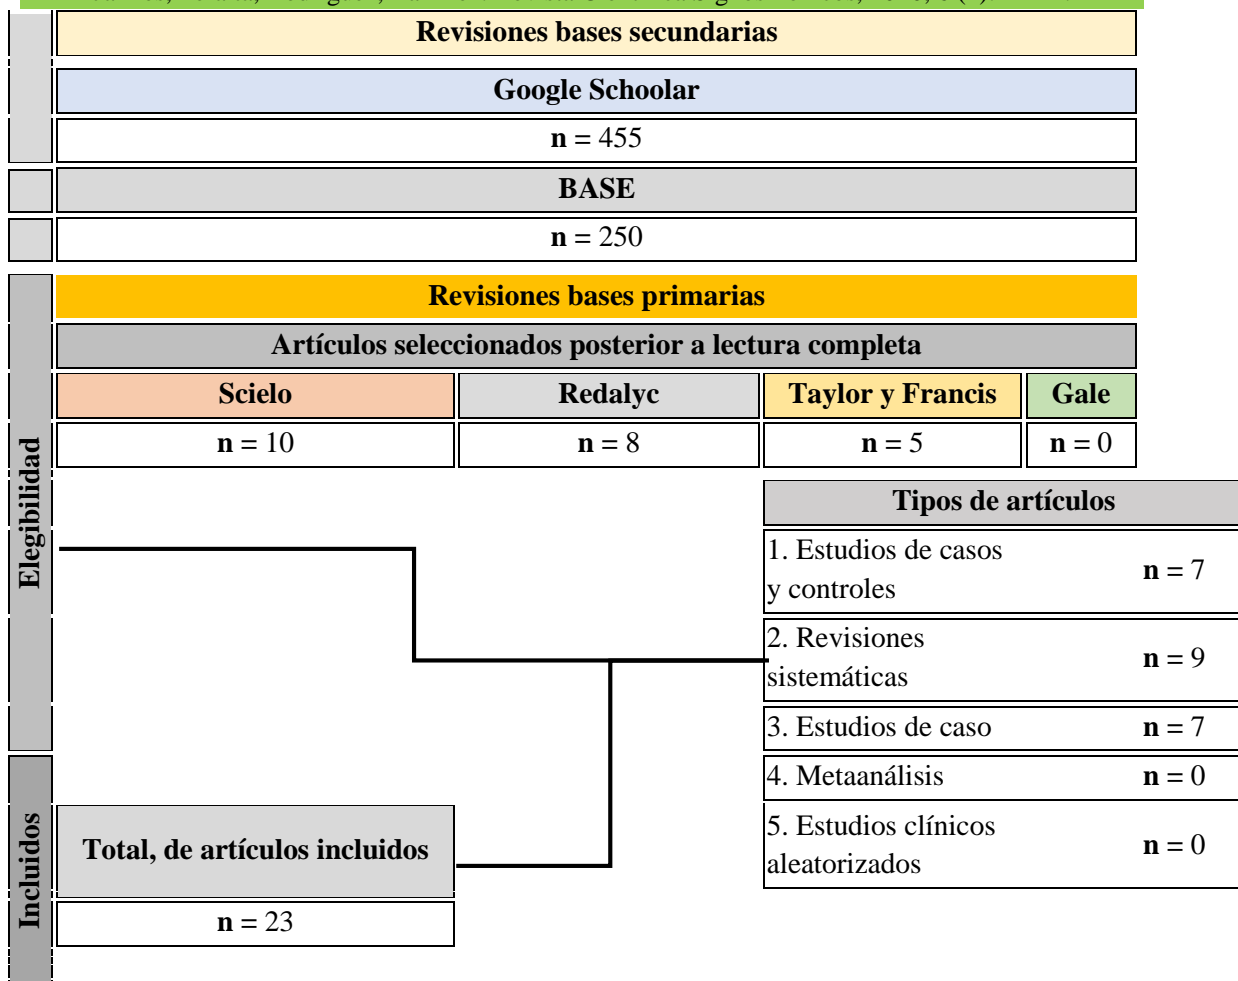 Revisiones bases secundarias
Google Schoolar
n = 455
BASE
n = 250
Revisiones bases primarias
Artículos seleccionados posterior a lectura completa
Scielo Redalyc Taylor y Francis Gale
n = 10 n = 8 n = 5 n = 0
Elegibilidad
Tipos de artículos
1. Estudios de casos
y controles n = 7
2. Revisiones
sistemáticas n = 9
3. Estudios de caso n = 7
4. Metaanálisis n = 0
5. Estudios clínicos
aleatorizados n = 0
Incluidos
Total, de artículos incluidos
n = 23